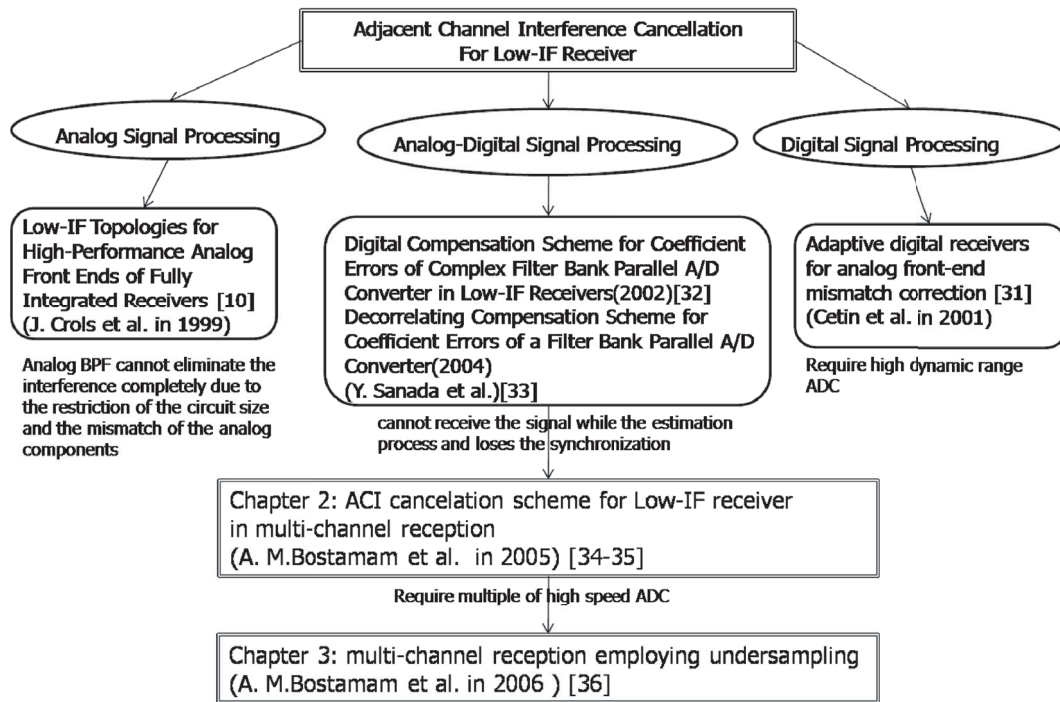 Adjacent Channel Interference Cancellation
For Low-IF Receiver
Analog Signal Processing
Analog-Digital Signal Processing
Digital Signal Processing
Low-IF Topologies for
High-Performance Analog
Front Ends of Fully
Integrated Receivers [10]
(J. Crols et al. in 1999)
Analog BPF cannot eliminate the
interference completely due to
the restriction of the circuit size
and the mismatch of the analog
components
Digital Compensation Scheme for Coefficient
Errors of Complex Filter Bank Parallel A/D
Converter in Low-IF Receivers(2002)[32]
Decorrelating Compensation Scheme for
Coefficient Errors of a Filter Bank Parallel A/D
Converter(2004)
(Y. Sanada et al.)[33]
cannot receive the signal while the estimation
process and loses the synchronization
Adaptive digital receivers
for analog front-end
mismatch correction [31]
(Cetin et al. in 2001)
Require high dynamic range
ADC
Chapter 2: ACI cancelation scheme for Low-IF receiver
in multi-channel reception
(A. M.Bostamam et al. in 2005) [34-35]
Require multiple of high speed ADC
Chapter 3: multi-channel reception employing undersampling
(A. M.Bostamam et al. in 2006 ) [36]